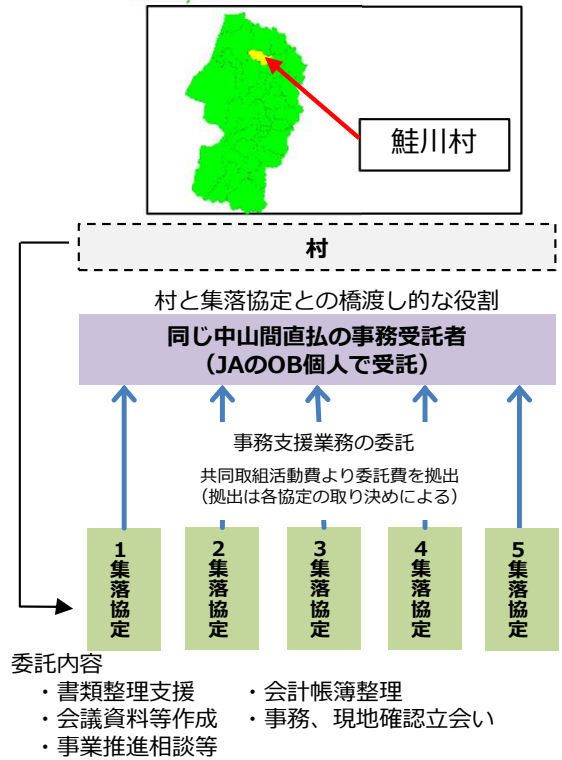 鮭川村
村
村と集落協定との橋渡し的な役割
同じ中山間直払の事務受託者
（JAのOB個人で受託）
事務支援業務の委託
共同取組活動費より委託費を拠出
（拠出は各協定の取り決めによる）
1集落協定
2集落協定
3集落協定
4集落協定
5集落協定
委託内容
・書類整理支援　・会計帳簿整理
・会議資料等作成　・事務、現地確認立会い
・事業推進相談等